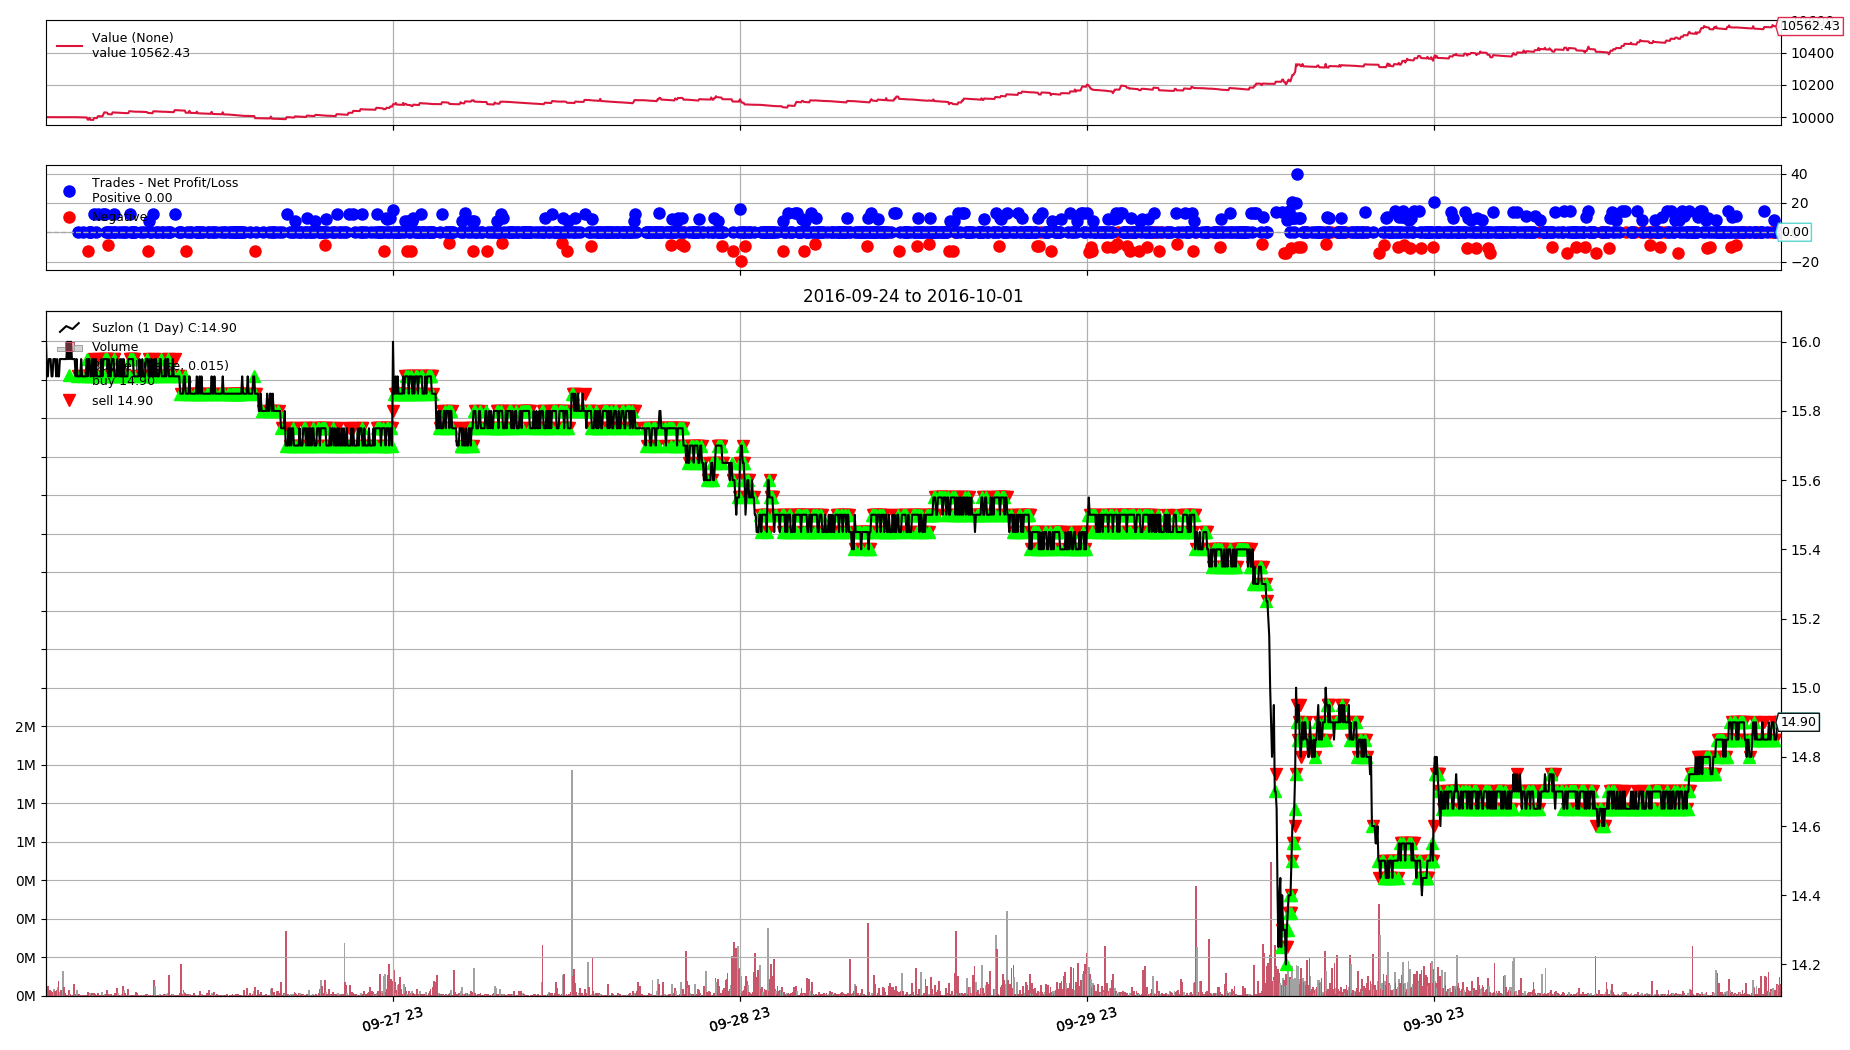 Value (None)
value 10562.43
10562.43
10400
10200
10000
Trades - Net Profit/Loss
Positive 0.00
Negative
40
20
0.00
−20
2016-09-24 to 2016-10-01
Suzlon (1 Day) C:14.90
Volume
0.015)
buy 14.90
sell 14.90
16.0
15.8
15.6
15.4
15.2
15.0
14.90
14.8
14.6
14.4
14.2
2M
1M
1M
1M
0M
0M
0M
0M
09-27 23
09-28 23
09-29 23
09-30 23